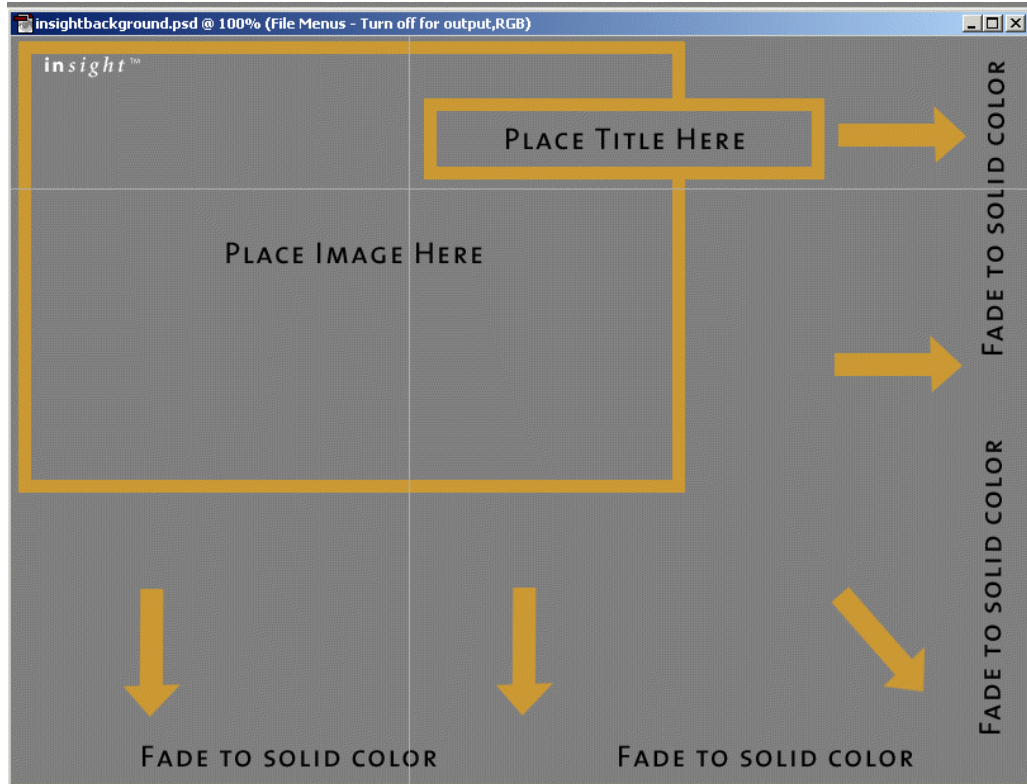 insightbackground.psd @ 100% (File Menus - Turn off for output,RGB)
insight™
Place Title Here
Place Image Here
Fade to solid color
Fade to solid color
Fade to solid color
Fade to solid color